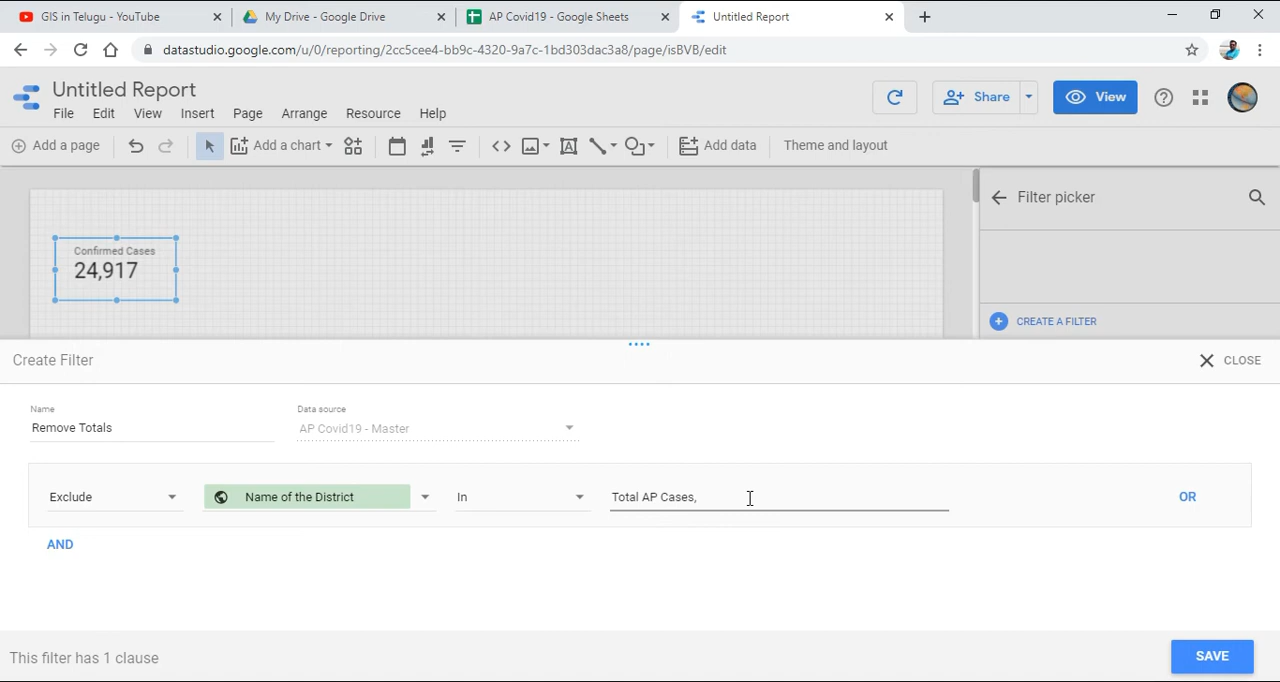 GIS in Telugu - YouTube
My Drive - Google Drive
AP Covid19 - Google Sheets
Untitled Report
datastudio.google.com/u/0/reporting/2cc5cee4-bb9c-4320-9a7c-1bd303dac3a8/page/isBVB/edit
Untitled Report
File Edit View Insert Page Arrange Resource Help
Share
View
Add a page
Add a chart
Add data
Theme and layout
Confirmed Cases
24,917
Filter picker
CREATE A FILTER
Create Filter
CLOSE
Name
Data source
Remove Totals
AP Covid19 - Master
Exclude
Name of the District
In
Total AP Cases,
OR
AND
This filter has 1 clause
SAVE